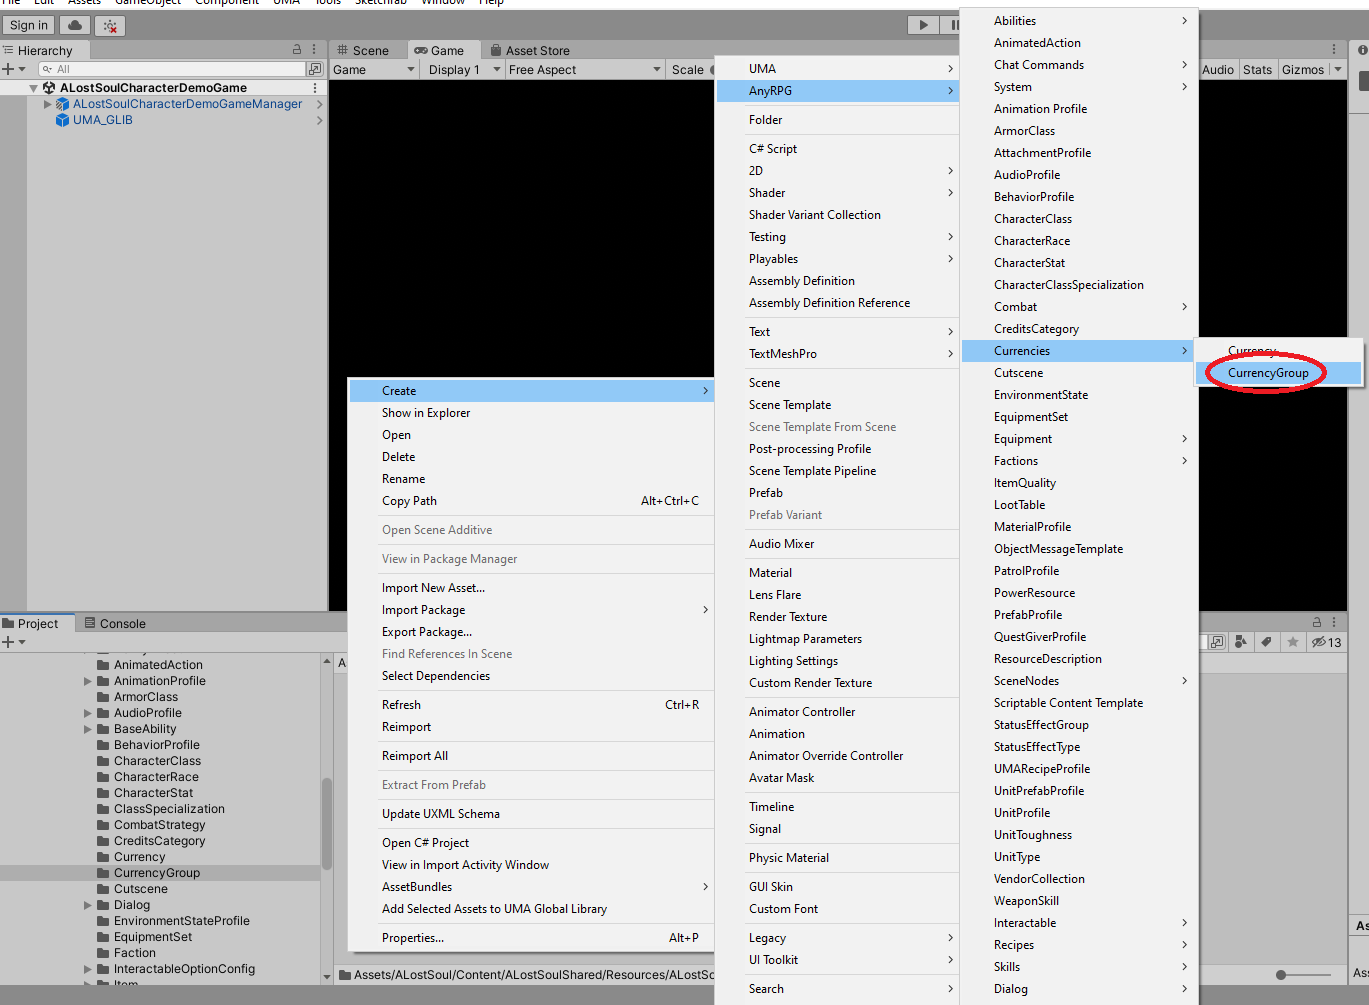 File Edit Assets GameObject Component UMA Tools Sketchfab Window Help
Sign in
Hierarchy
All
ALostSoulCharacterDemoGame
ALostSoulCharacterDemoGameManager
UMA_GLIB
Scene
Game
Asset Store
Game
Display 1
Free Aspect
Scale
Audio
Stats
Gizmos
Create
Show in Explorer
Open
Delete
Rename
Copy Path Alt+Ctrl+C
Open Scene Additive
View in Package Manager
Import New Asset...
Import Package
Export Package...
Find References In Scene
Select Dependencies
Refresh Ctrl+R
Reimport
Reimport All
Extract From Prefab
Update UXML Schema
Open C# Project
View in Import Activity Window
AssetBundles
Add Selected Assets to UMA Global Library
Properties... Alt+P
UMA
AnyRPG
Folder
C# Script
2D
Shader
Shader Variant Collection
Testing
Playables
Assembly Definition
Assembly Definition Reference
Text
TextMeshPro
Scene
Scene Template
Scene Template From Scene
Post-processing Profile
Scene Template Pipeline
Prefab
Prefab Variant
Audio Mixer
Material
Lens Flare
Render Texture
Lightmap Parameters
Lighting Settings
Custom Render Texture
Animator Controller
Animation
Animator Override Controller
Avatar Mask
Timeline
Signal
Physic Material
GUI Skin
Custom Font
Legacy
UI Toolkit
Search
Abilities
AnimatedAction
Chat Commands
System
Animation Profile
ArmorClass
AttachmentProfile
AudioProfile
BehaviorProfile
CharacterClass
CharacterRace
CharacterStat
CharacterClassSpecialization
Combat
CreditsCategory
Currencies
Cutscene
EnvironmentState
EquipmentSet
Equipment
Factions
ItemQuality
LootTable
MaterialProfile
ObjectMessageTemplate
PatrolProfile
PowerResource
PrefabProfile
QuestGiverProfile
ResourceDescription
SceneNodes
Scriptable Content Template
StatusEffectGroup
StatusEffectType
UMARecipeProfile
UnitPrefabProfile
UnitProfile
UnitToughness
UnitType
VendorCollection
WeaponSkill
Interactable
Recipes
Skills
Dialog
Currency
CurrencyGroup
Project
Console
13
AnimatedAction
AnimationProfile
ArmorClass
AudioProfile
BaseAbility
BehaviorProfile
CharacterClass
CharacterRace
CharacterStat
ClassSpecialization
CombatStrategy
CreditsCategory
Currency
CurrencyGroup
Cutscene
Dialog
EnvironmentStateProfile
EquipmentSet
Faction
InteractableOptionConfig
Item
A
Assets/ALostSoul/Content/ALostSoulShared/Resources/ALostSo
As
Ass